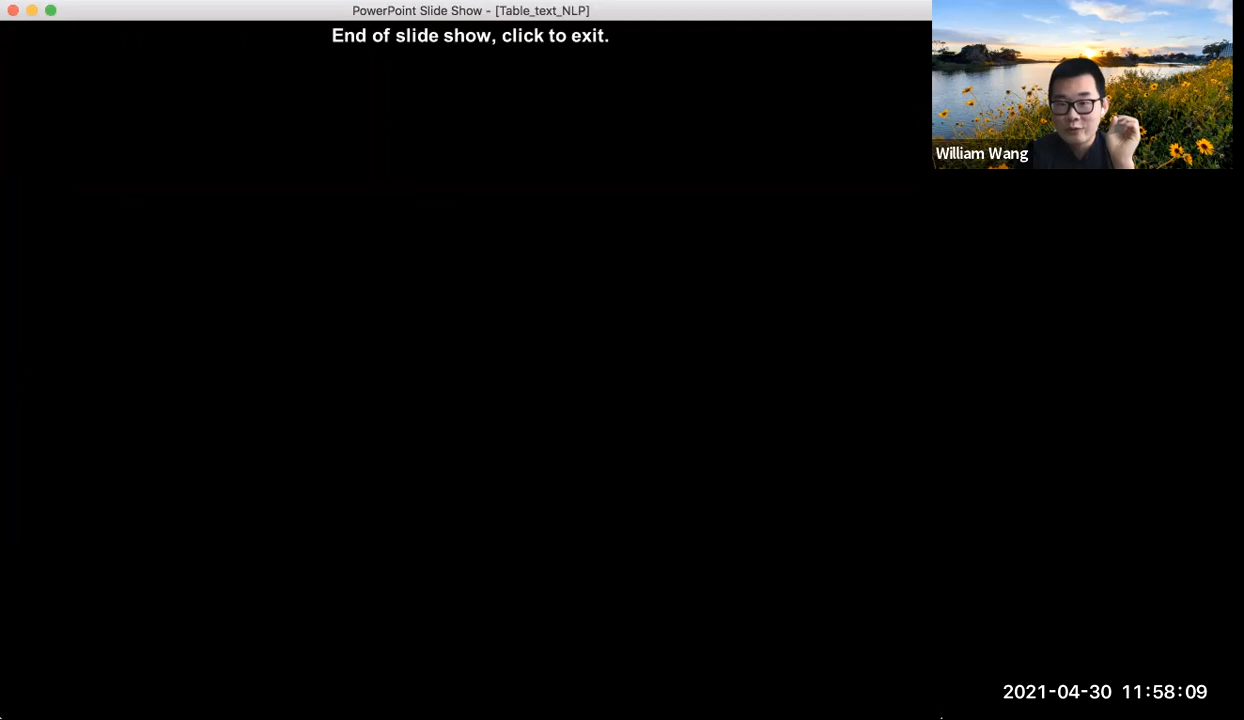 PowerPoint Slide Show - [Table_text_NLP]
End of slide show, click to exit.
William Wang
2021-04-30 11:58:09